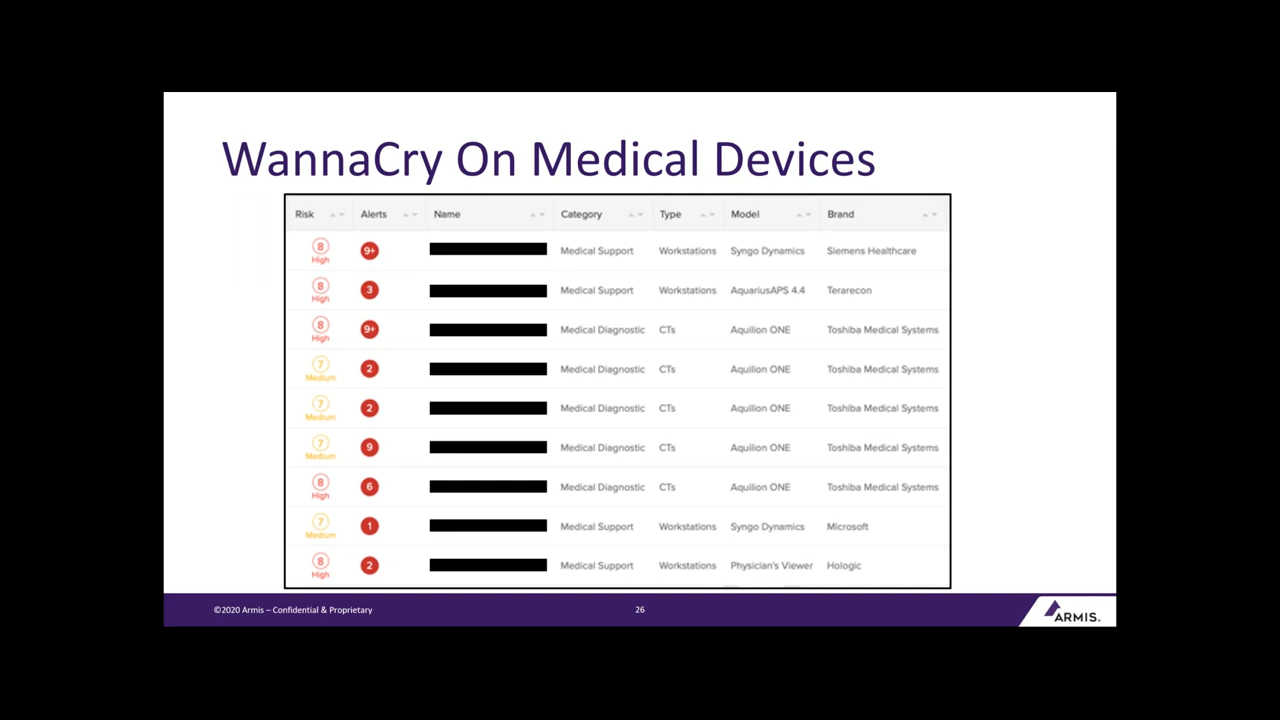 WannaCry On Medical Devices
Risk Alerts Name Category Type Model Brand
8 High 9+ Medical Support Workstations Syngo Dynamics Siemens Healthcare
8 High 3 Medical Support Workstations AquariusAPS 4.4 Terarecon
8 High 9+ Medical Diagnostic CTs Aquilion ONE Toshiba Medical Systems
7 Medium 2 Medical Diagnostic CTs Aquilion ONE Toshiba Medical Systems
7 Medium 2 Medical Diagnostic CTs Aquilion ONE Toshiba Medical Systems
7 Medium 9 Medical Diagnostic CTs Aquilion ONE Toshiba Medical Systems
8 High 6 Medical Diagnostic CTs Aquilion ONE Toshiba Medical Systems
7 Medium 1 Medical Support Workstations Syngo Dynamics Microsoft
8 High 2 Medical Support Workstations Physician's Viewer Hologic
©2020 Armis – Confidential & Proprietary 26 ARMIS.